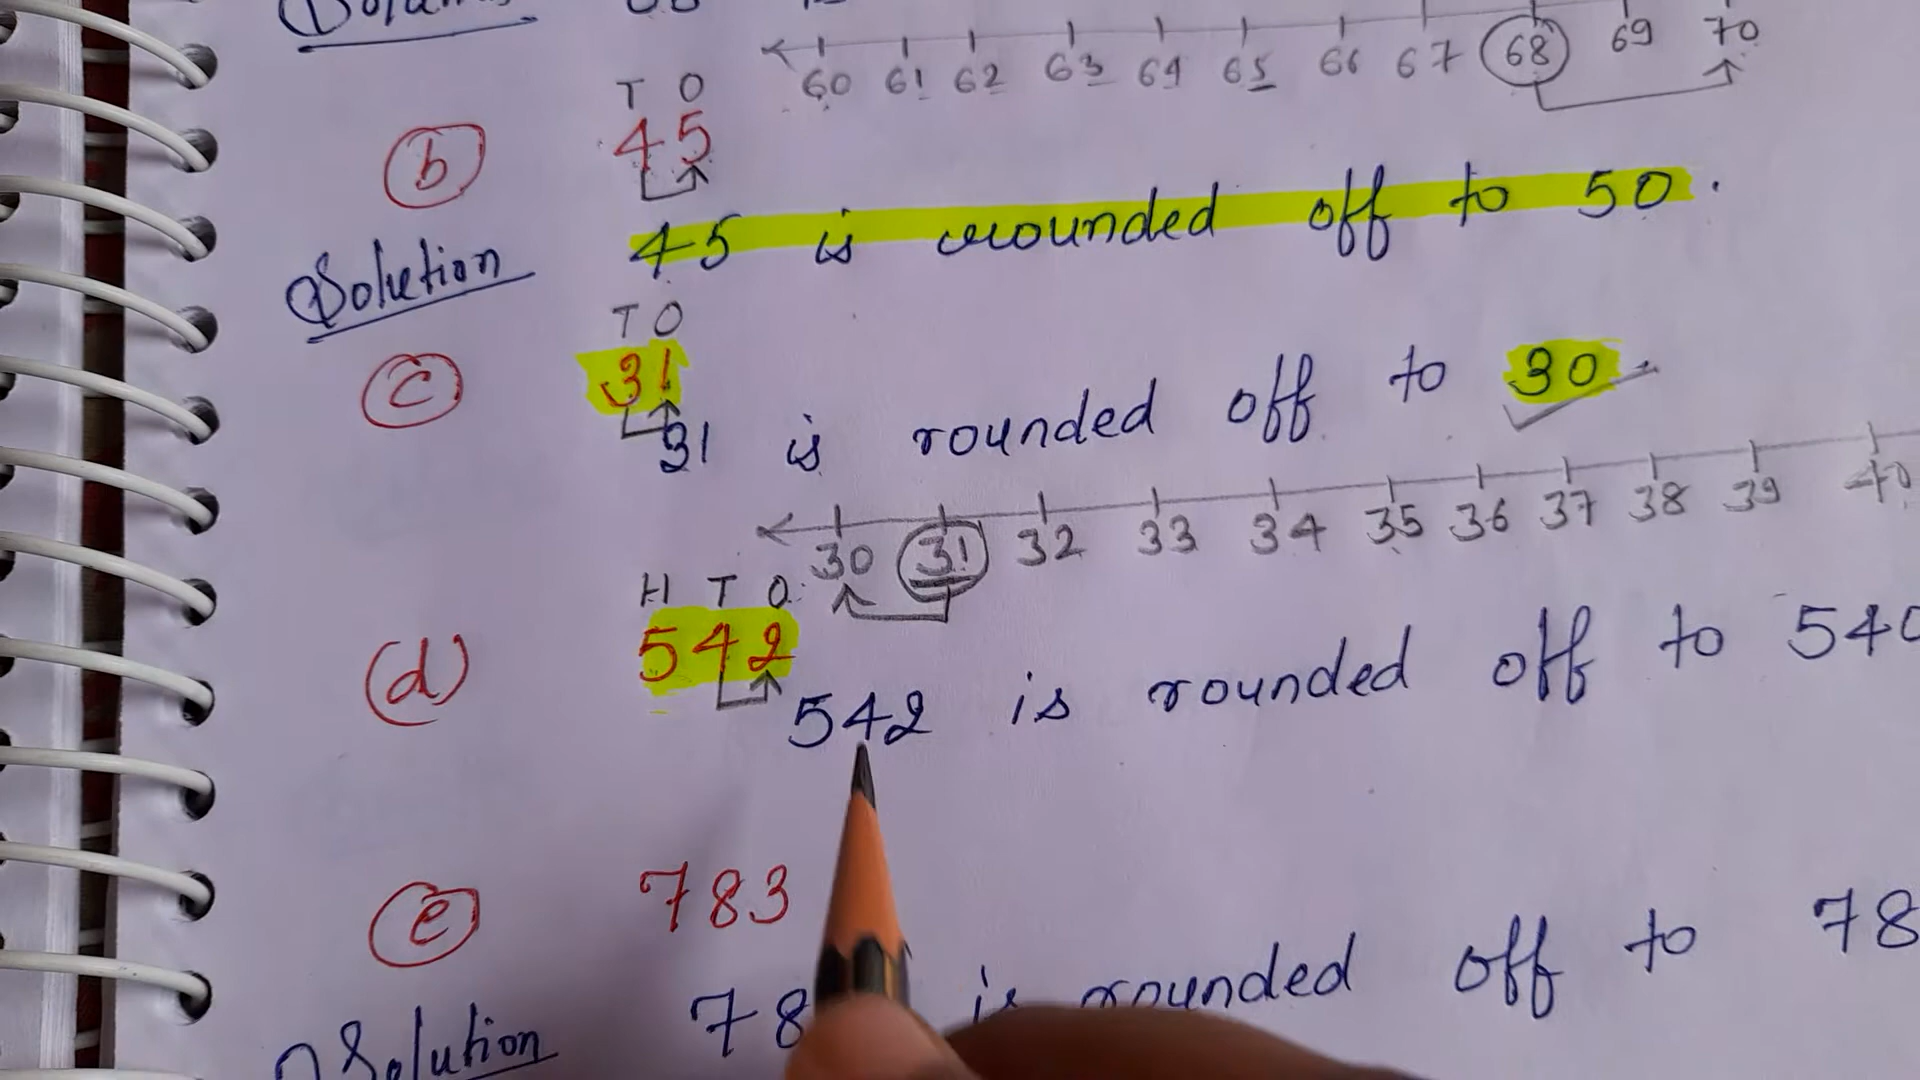 60 61 62 63 64 65 66 67 68 69 70
T O
(b) 45
Solution 45 is rounded off to 50.
T O
(c) 31
31 is rounded off to 30
30 31 32 33 34 35 36 37 38 39 40
H T O
(d) 542
542 is rounded off to 540
(e) 783
Solution 78 is rounded off to 78